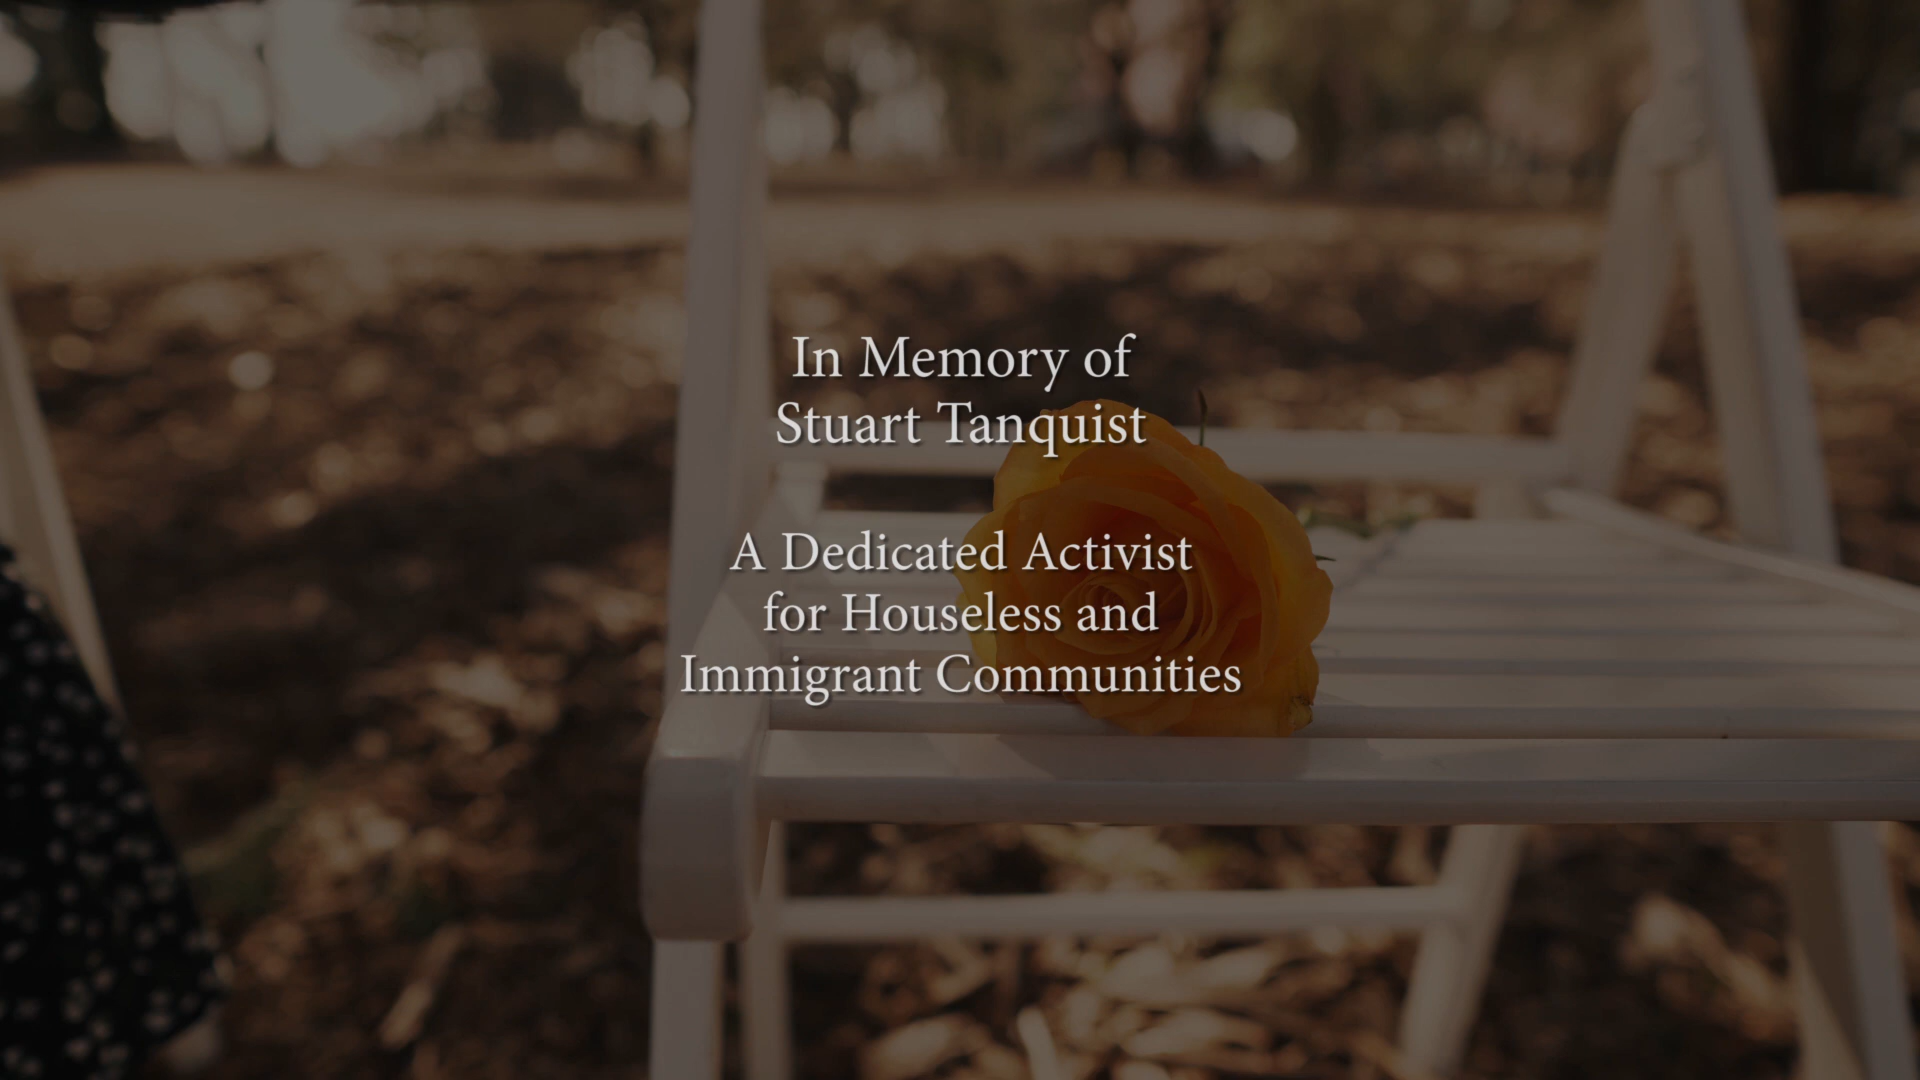 In Memory of
Stuart Tanquist
A Dedicated Activist
for Houseless and
Immigrant Communities